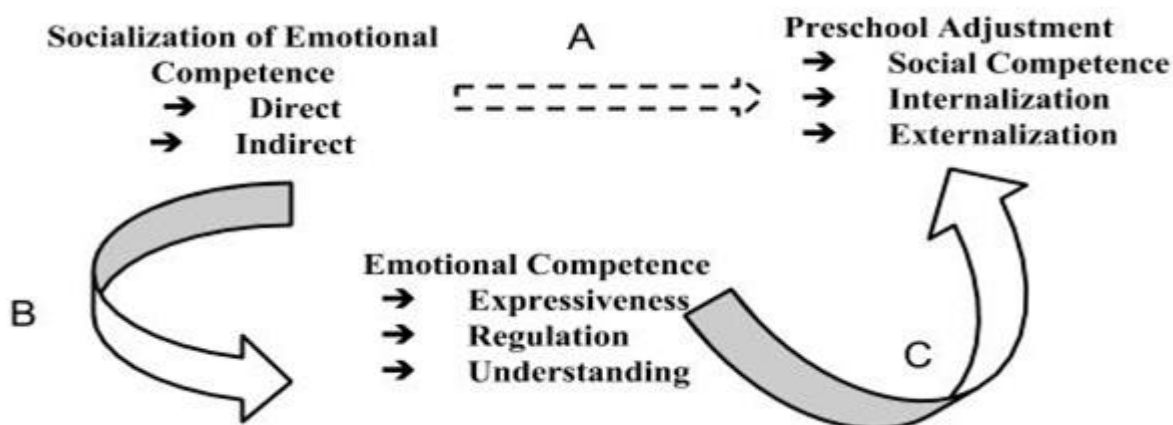 Socialization of Emotional
Competence
➔ Direct
➔ Indirect
A
Preschool Adjustment
➔ Social Competence
➔ Internalization
➔ Externalization
B
Emotional Competence
➔ Expressiveness
➔ Regulation
➔ Understanding
C